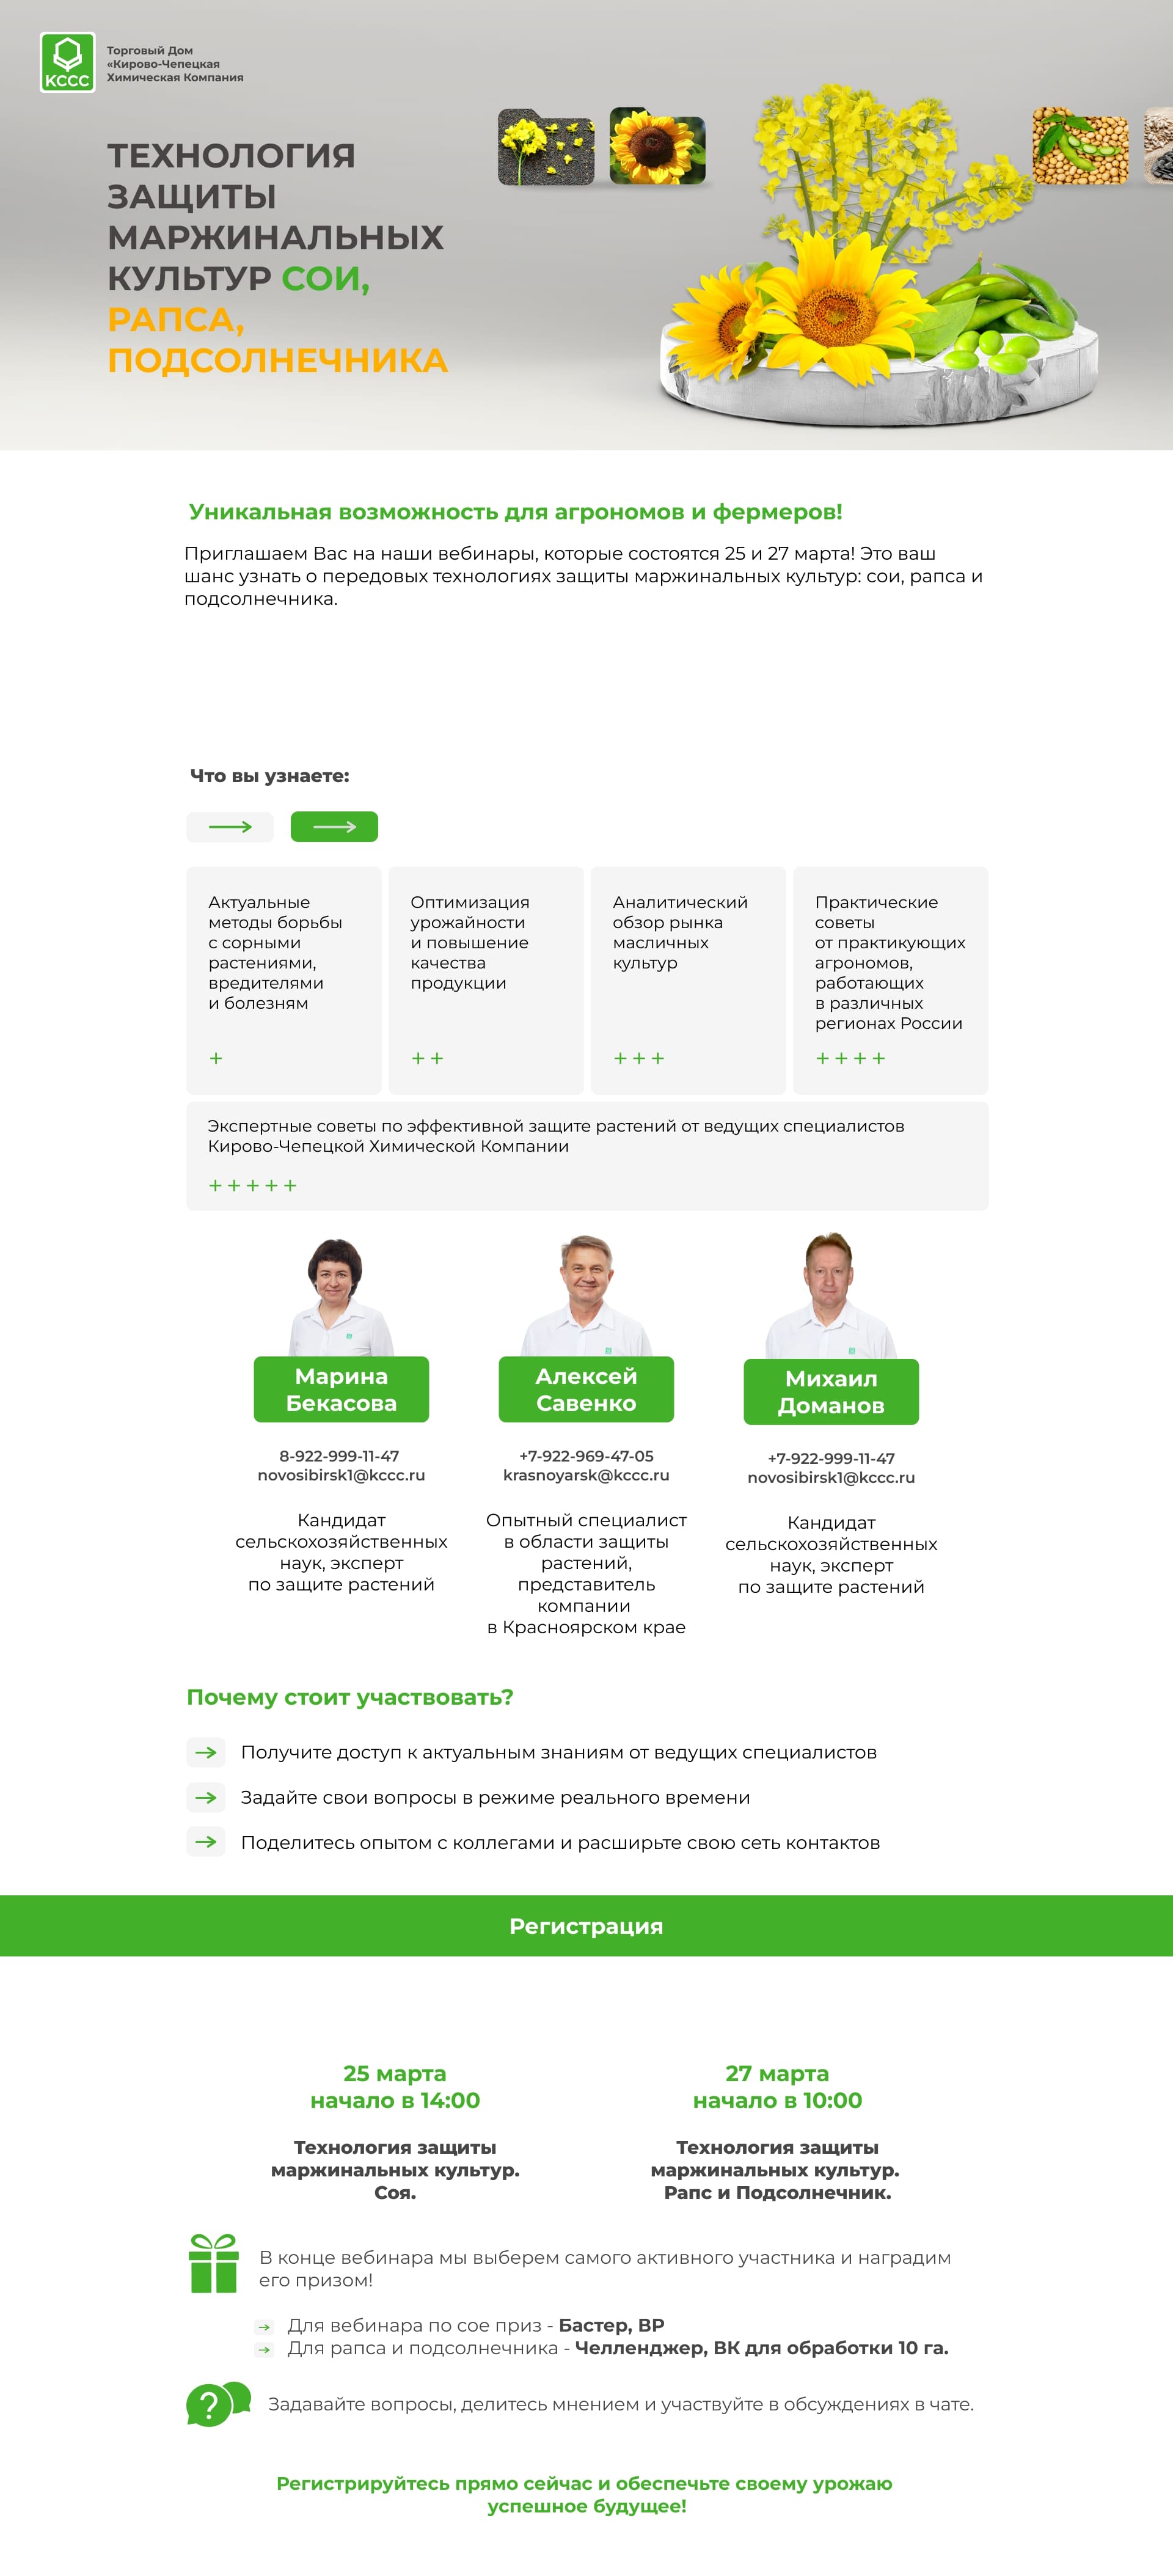 KCCC
Торговый Дом
«Кирово-Чепецкая
Химическая Компания
ТЕХНОЛОГИЯ
ЗАЩИТЫ
МАРЖИНАЛЬНЫХ
КУЛЬТУР СОИ,
РАПСА,
ПОДСОЛНЕЧНИКА
Уникальная возможность для агрономов и фермеров!
Приглашаем Вас на наши вебинары, которые состоятся 25 и 27 марта! Это ваш
шанс узнать о передовых технологиях защиты маржинальных культур: сои, рапса и
подсолнечника.
Что вы узнаете:
Актуальные
методы борьбы
с сорными
растениями,
вредителями
и болезням
+
Оптимизация
урожайности
и повышение
качества
продукции
+ +
Аналитический
обзор рынка
масличных
культур
+ + +
Практические
советы
от практикующих
агрономов,
работающих
в различных
регионах России
+ + + +
Экспертные советы по эффективной защите растений от ведущих специалистов
Кирово-Чепецкой Химической Компании
+ + + + +
Марина
Бекасова
8-922-999-11-47
novosibirsk1@kccc.ru
Кандидат
сельскохозяйственных
наук, эксперт
по защите растений
Алексей
Савенко
+7-922-969-47-05
krasnoyarsk@kccc.ru
Опытный специалист
в области защиты
растений,
представитель
компании
в Красноярском крае
Михаил
Доманов
+7-922-999-11-47
novosibirsk1@kccc.ru
Кандидат
сельскохозяйственных
наук, эксперт
по защите растений
Почему стоит участвовать?
Получите доступ к актуальным знаниям от ведущих специалистов
Задайте свои вопросы в режиме реального времени
Поделитесь опытом с коллегами и расширьте свою сеть контактов
Регистрация
25 марта
начало в 14:00
Технология защиты
маржинальных культур.
Соя.
27 марта
начало в 10:00
Технология защиты
маржинальных культур.
Рапс и Подсолнечник.
В конце вебинара мы выберем самого активного участника и наградим
его призом!
Для вебинара по сое приз - Бастер, ВР
Для рапса и подсолнечника - Челленджер, ВК для обработки 10 га.
?
Задавайте вопросы, делитесь мнением и участвуйте в обсуждениях в чате.
Регистрируйтесь прямо сейчас и обеспечьте своему урожаю
успешное будущее!